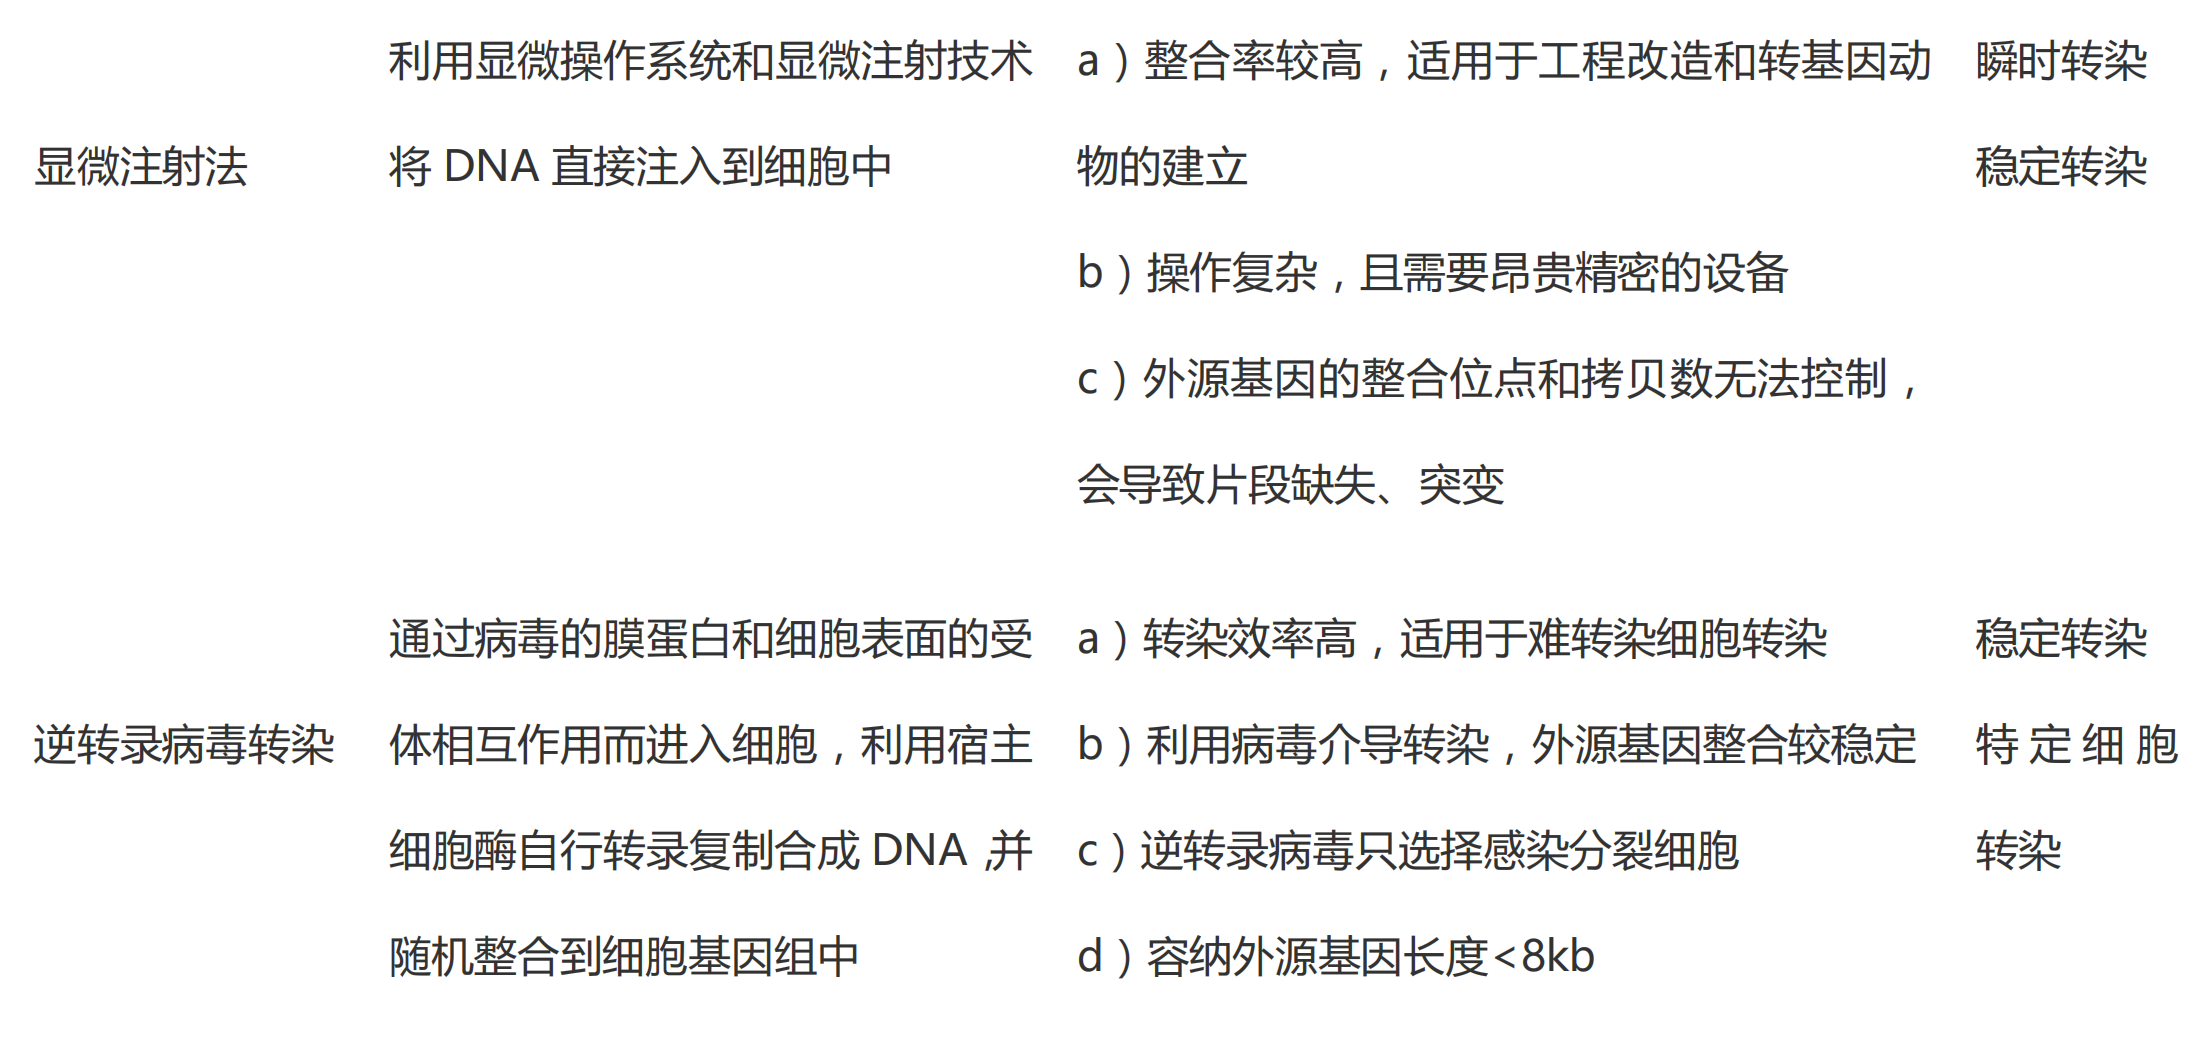 显微注射法
利用显微操作系统和显微注射技术
将 DNA 直接注入到细胞中
a）整合率较高，适用于工程改造和转基因动
物的建立
b）操作复杂，且需要昂贵精密的设备
c）外源基因的整合位点和拷贝数无法控制，
会导致片段缺失、突变
瞬时转染
稳定转染
逆转录病毒转染
通过病毒的膜蛋白和细胞表面的受
体相互作用而进入细胞，利用宿主
细胞酶自行转录复制合成 DNA，并
随机整合到细胞基因组中
a）转染效率高，适用于难转染细胞转染
b）利用病毒介导转染，外源基因整合较稳定
c）逆转录病毒只选择感染分裂细胞
d）容纳外源基因长度<8kb
稳定转染
特定细胞
转染